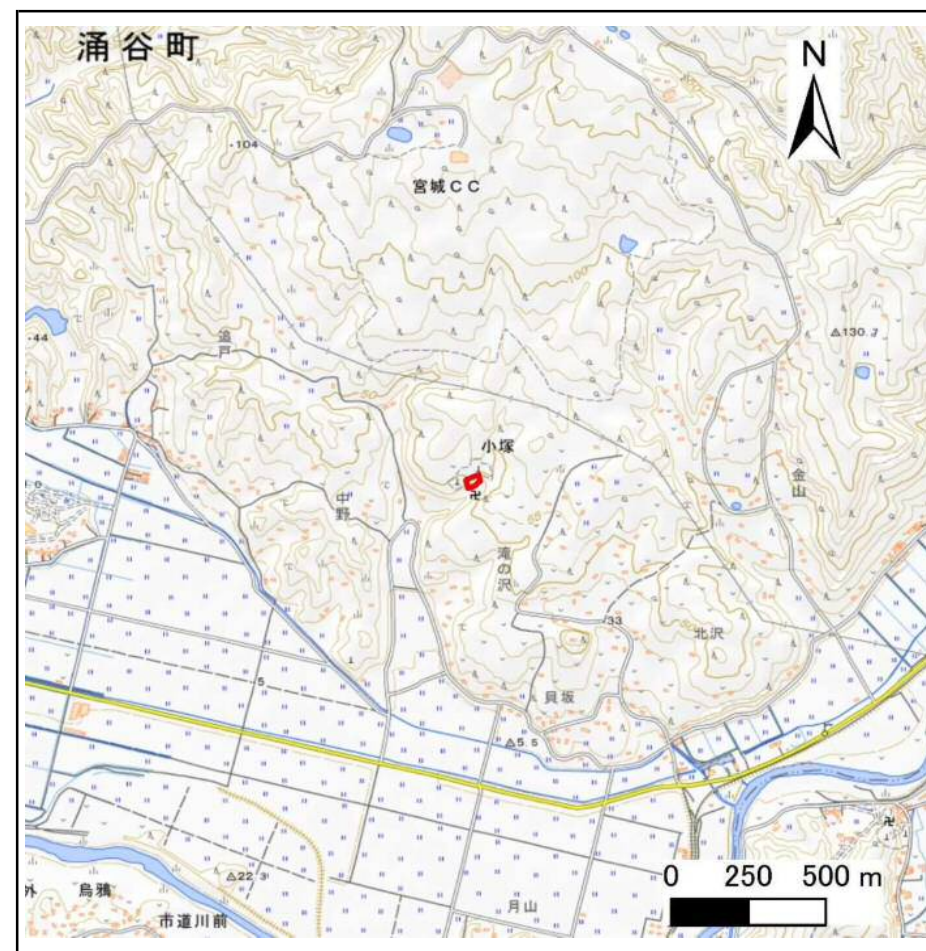 涌谷町
N
・104
宮城CC
100
△130.7
・44
追戸
50
小塚
金山
中野
滝の沢
・33
北沢
5
貝坂
△5.5
△22.3
0 250 500 m
烏鴉
月山
市道川前